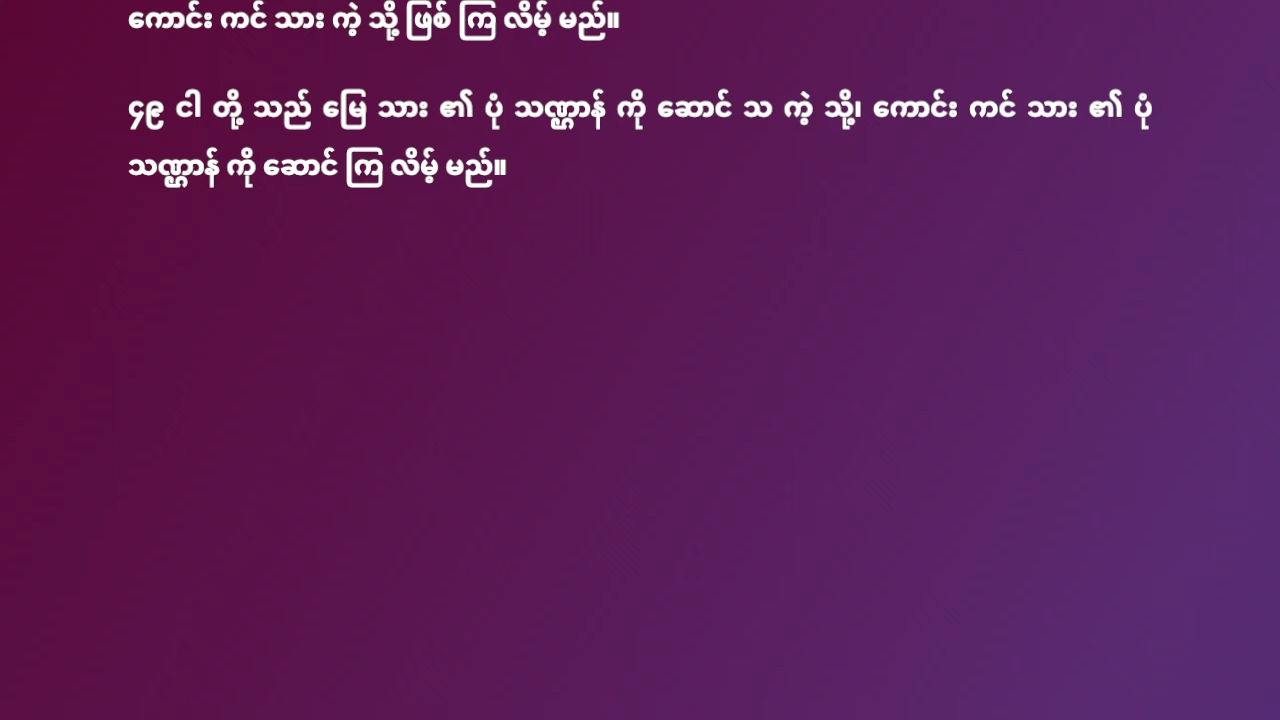 ကောင်း ကင် သား ကဲ့ သို့ ဖြစ် ကြ လိမ့် မည်။
၄၉ ငါ တို့ သည် မြေ သား ၏ ပုံ သဏ္ဌာန် ကို ဆောင် သ ကဲ့ သို့၊ ကောင်း ကင် သား ၏ ပုံ
သဏ္ဌာန် ကို ဆောင် ကြ လိမ့် မည်။